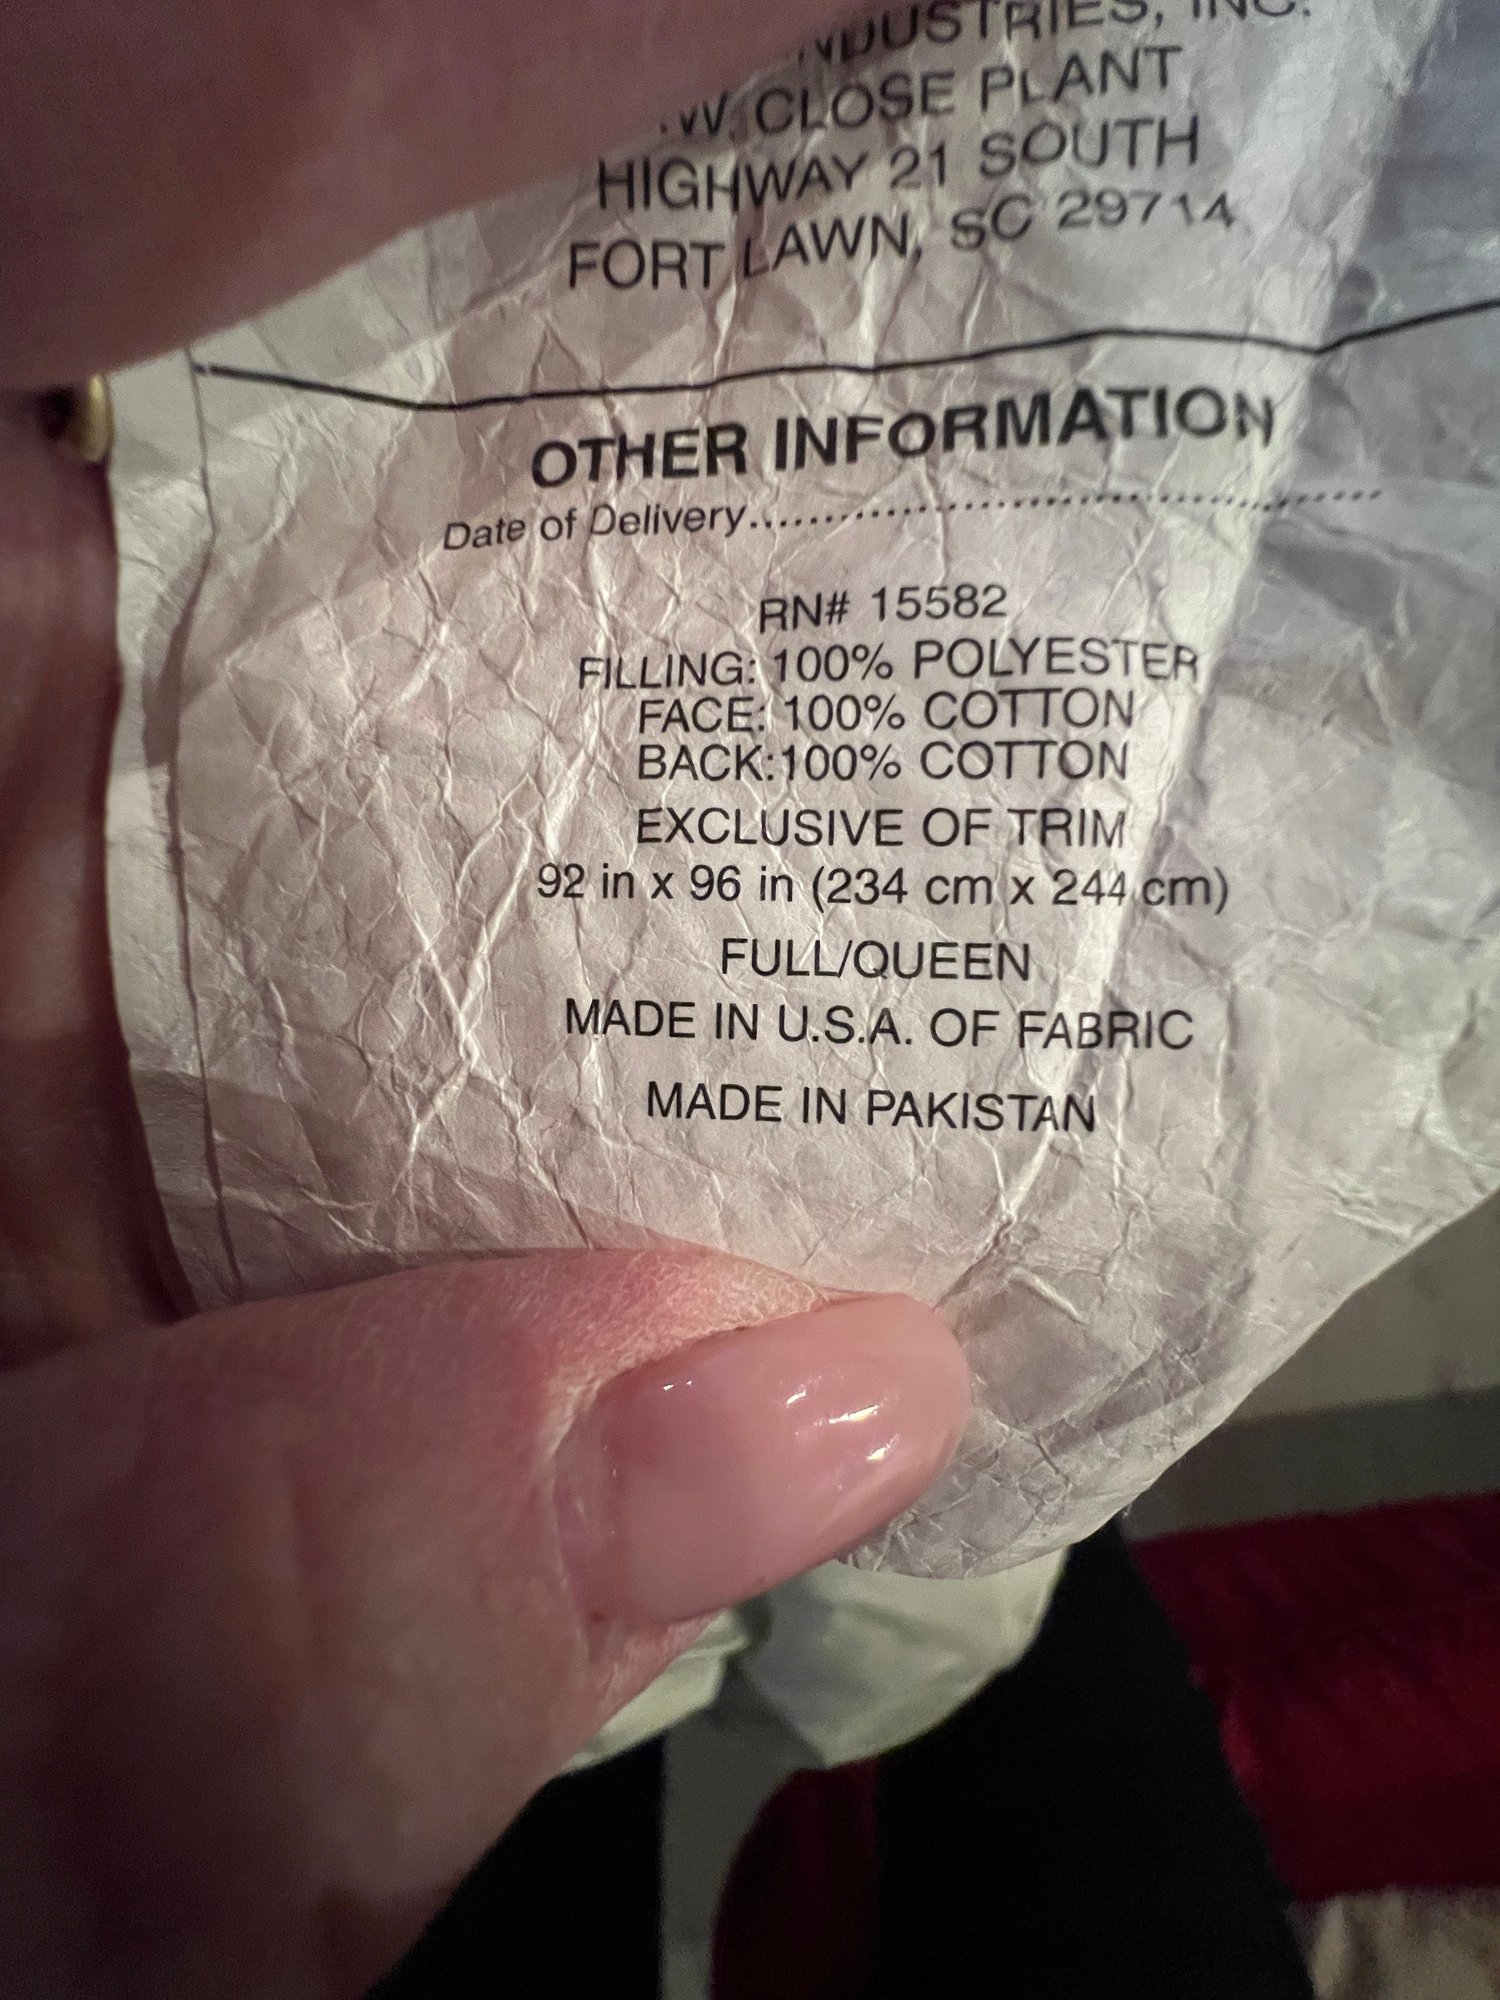 INDUSTRIES, INC.
.W. CLOSE PLANT
HIGHWAY 21 SOUTH
FORT LAWN, SC 29714
OTHER INFORMATION
Date of Delivery........................................
RN# 15582
FILLING: 100% POLYESTER
FACE: 100% COTTON
BACK:100% COTTON
EXCLUSIVE OF TRIM
92 in x 96 in (234 cm x 244 cm)
FULL/QUEEN
MADE IN U.S.A. OF FABRIC
MADE IN PAKISTAN